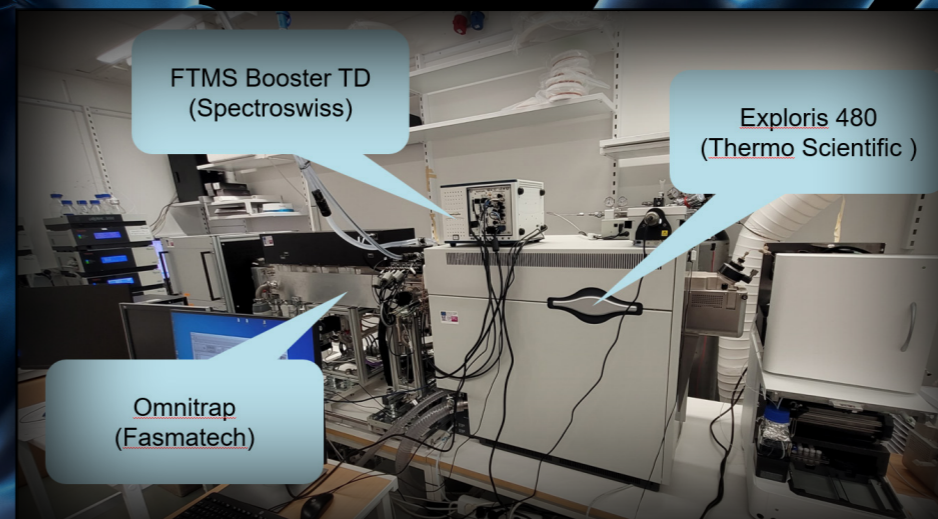 FTMS Booster TD
(Spectroswiss)
Exploris 480
(Thermo Scientific )
Omnitrap
(Fasmatech)